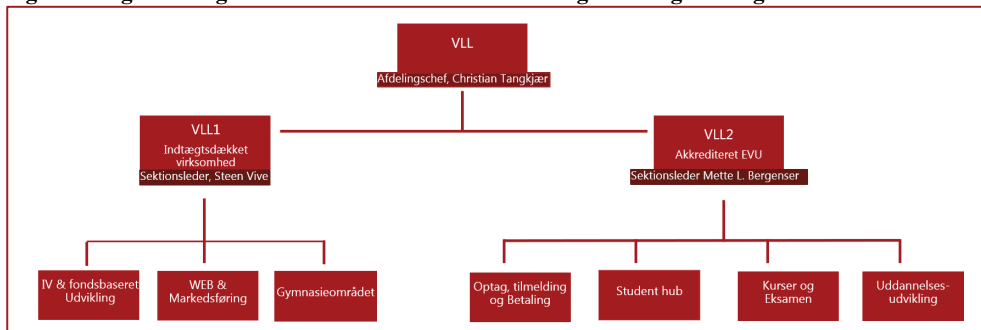 VLL
Afdelingschef, Christian Tangkjær
VLL1
Indtægtsdækket
virksomhed
Sektionsleder, Steen Vive
VLL2
Akkrediteret EVU
Sektionsleder Mette L. Bergenser
IV & fondsbaseret
Udvikling
WEB &
Markedsføring
Gymnasieområdet
Optag, tilmelding
og Betaling
Student hub
Kurser og
Eksamen
Uddannelses-
udvikling